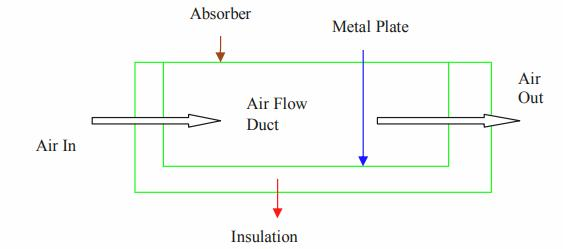 Absorber
Metal Plate
Air
Out
Air Flow
Duct
Air In
Insulation